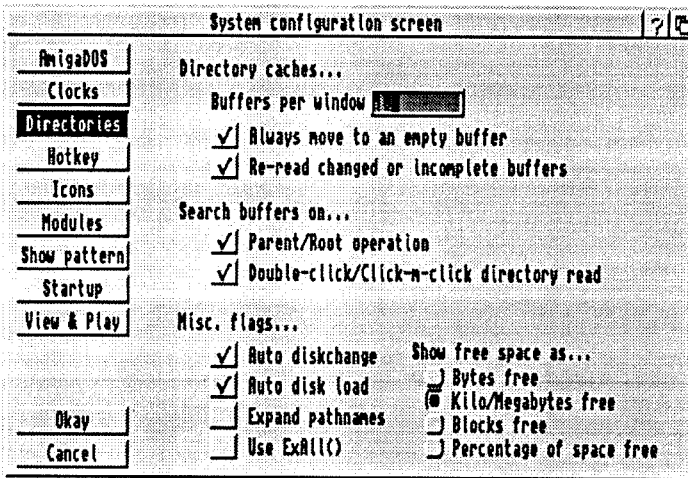 System configuration screen ?
AmigaDOS
Clocks
Directories
Hotkey
Icons
Modules
Show pattern
Startup
View & Play
Okay
Cancel
Directory caches...
Buffers per window
Always move to an empty buffer
Re-read changed or incomplete buffers
Search buffers on...
Parent/Root operation
Double-click/Click-m-click directory read
Misc. flags...
Auto diskchange
Auto disk load
Expand pathnames
Use ExAll()
Show free space as...
Bytes free
Kilo/Megabytes free
Blocks free
Percentage of space free